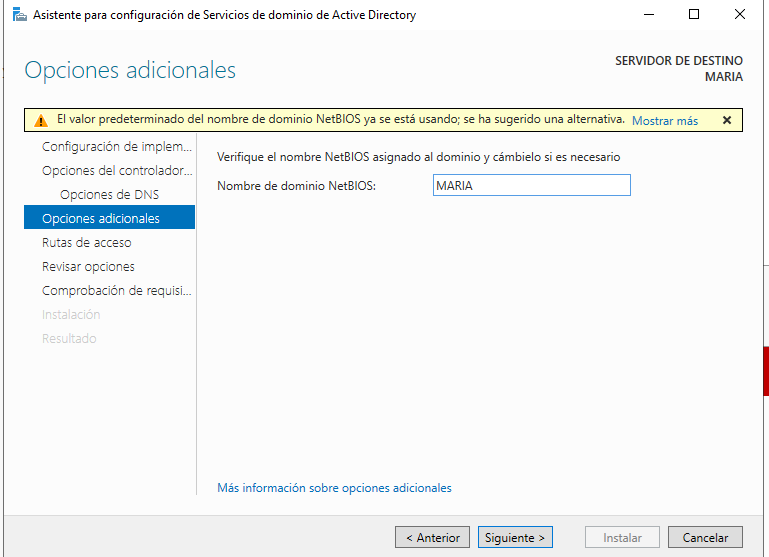 Asistente para configuración de Servicios de dominio de Active Directory
Opciones adicionales
SERVIDOR DE DESTINO
MARIA
El valor predeterminado del nombre de dominio NetBIOS ya se está usando; se ha sugerido una alternativa. Mostrar más
Configuración de implem...
Opciones del controlador...
Opciones de DNS
Opciones adicionales
Rutas de acceso
Revisar opciones
Comprobación de requisi...
Instalación
Resultado
Verifique el nombre NetBIOS asignado al dominio y cámbielo si es necesario
Nombre de dominio NetBIOS: MARIA
Más información sobre opciones adicionales
< Anterior Siguiente > Instalar Cancelar